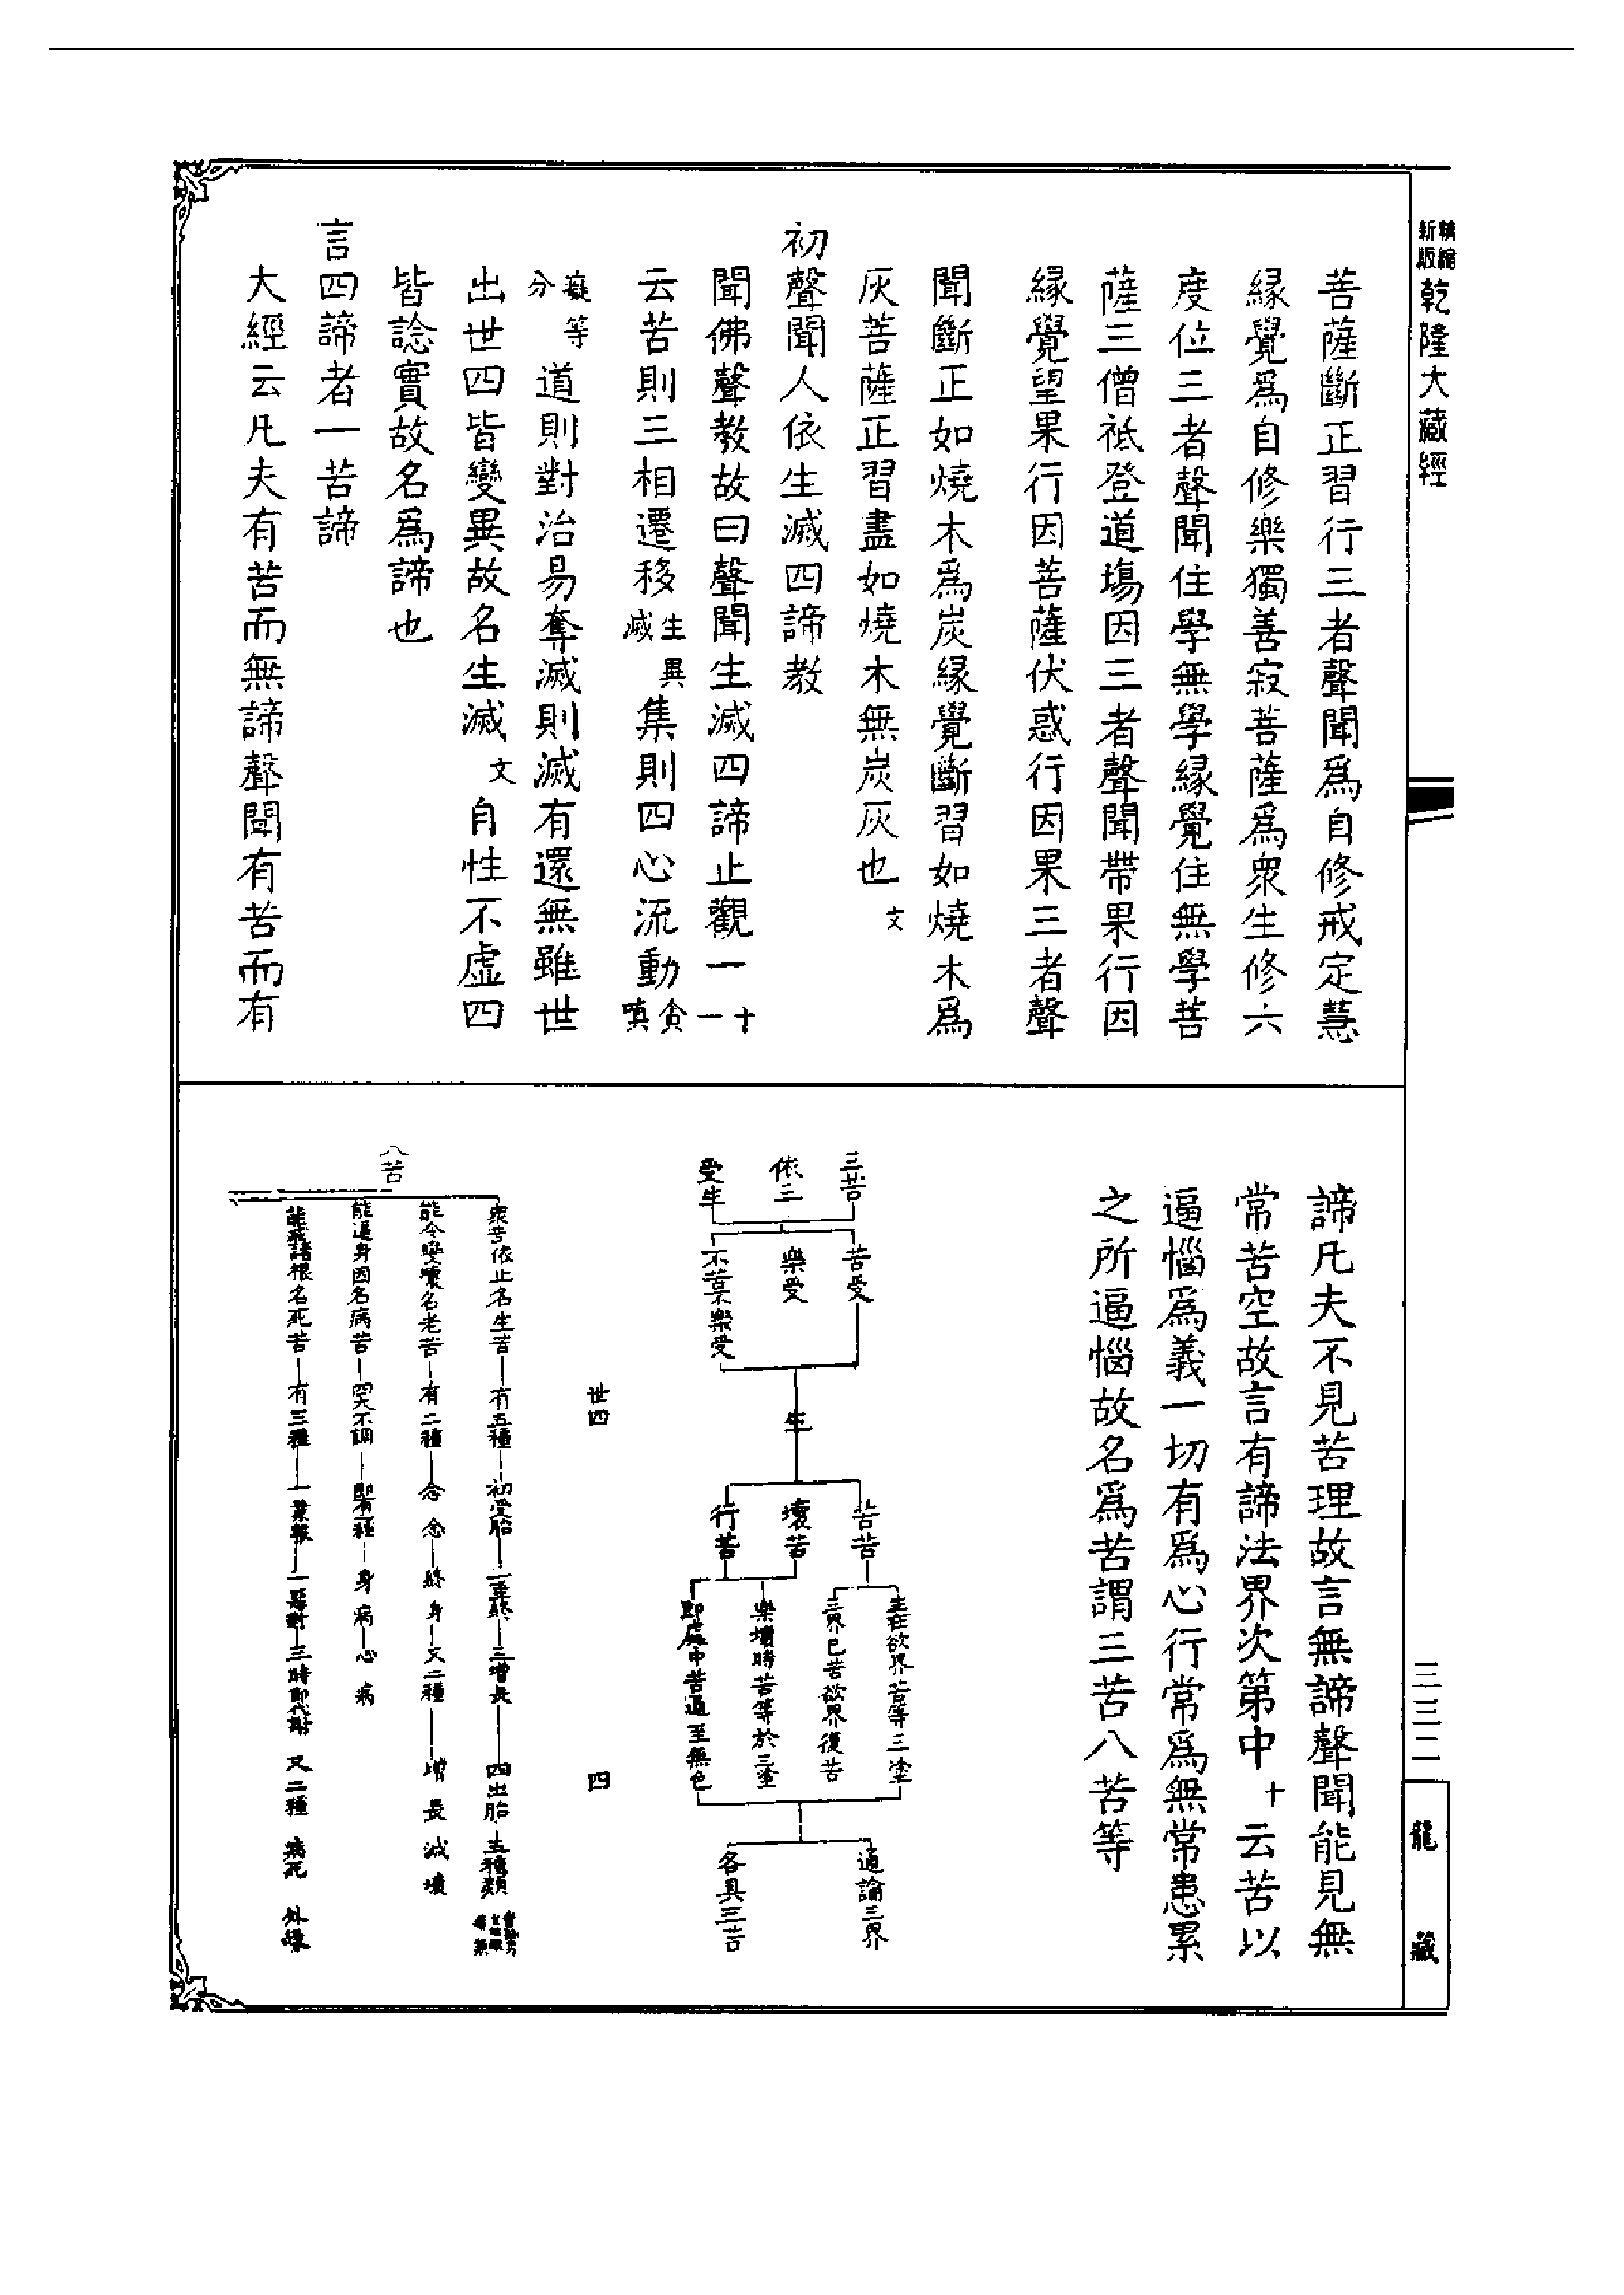 新版精縮乾隆大藏經
菩薩斷正習行三者聲聞爲自修戒定慧
緣覺爲自修樂獨善寂菩薩爲衆生修六
度位三者聲聞住學無學緣覺住無學菩
薩三僧祇登道場因三者聲聞帶果行因
緣覺望果行因菩薩伏惑行因果三者聲
聞斷正如燒木爲炭緣覺斷習如燒木爲
灰菩薩正習盡如燒木無炭灰也文
初聲聞人依生滅四諦教
聞佛聲教故曰聲聞生滅四諦止觀一十一
云苦則三相遷移生異滅集則四心流動貪嗔
癡等分道則對治易奪滅則滅有還無雖世
出世四皆變異故名生滅文自性不虛四
皆諗實故名爲諦也
言四諦者一苦諦
大經云凡夫有苦而無諦聲聞有苦而有
諦凡夫不見苦理故言無諦聲聞能見無
常苦空故言有諦法界次第中十云苦以
逼惱爲義一切有爲心行常爲無常患累
之所逼惱故名爲苦謂三苦八苦等
三苦
依三
受生
苦受
樂受
不苦不樂受
生
苦苦
壞苦
行苦
生在欲界苦等三塗
三界已苦欲界復苦
樂壞時苦等於三塗
即處中苦通至無色
通論三界
各具三苦
世四
四
八苦
衆苦依止名生苦
有五種
初受胎
二至終
三增長
四出胎
五種類
能令變壞名老苦
有二種
念念
終身
又二種
增長
滅壞
能逼身因名病苦
身病
心病
名死苦
有三種
一業報
二惡對
三時節代謝
又二種
病死
外緣
三三二
龍藏